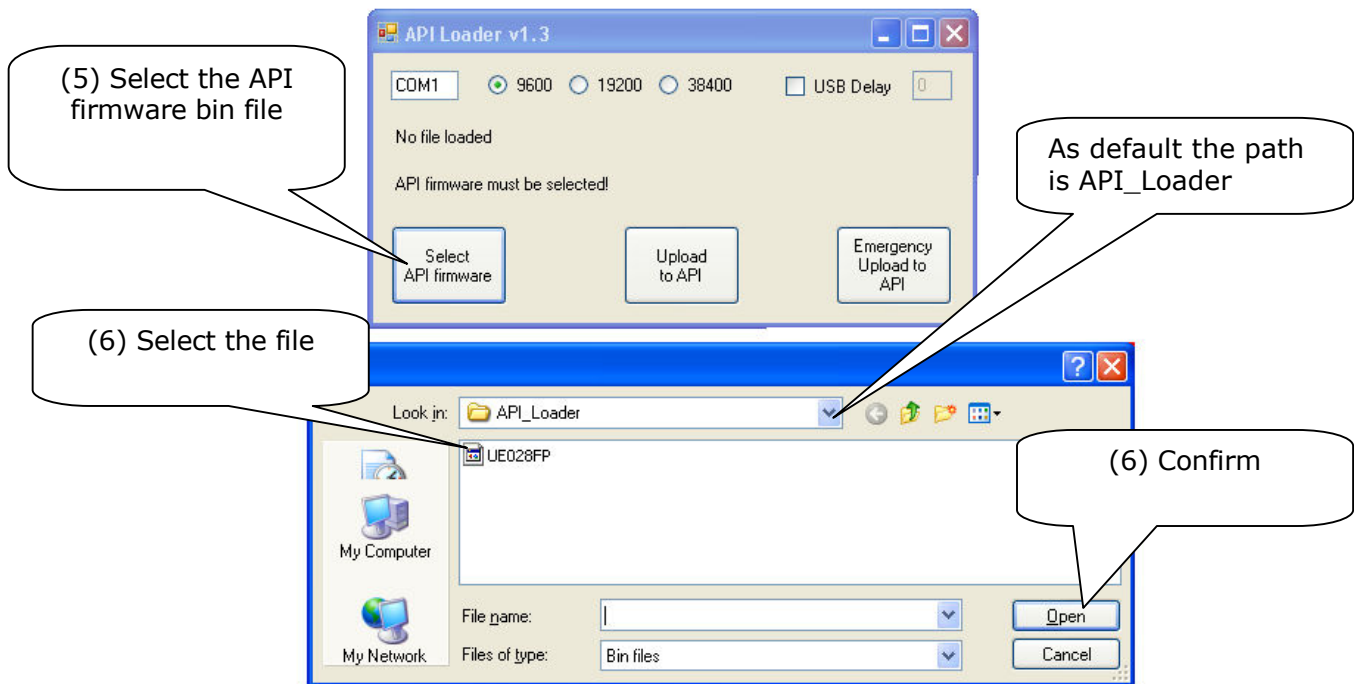 API Loader v1.3
(5) Select the API
firmware bin file
COM1 9600 19200 38400 USB Delay 0
No file loaded
As default the path
is API_Loader
API firmware must be selected!
Select
API firmware
Upload
to API
Emergency
Upload to
API
(6) Select the file
Look in: API_Loader
UE028FP
(6) Confirm
My Computer
File name:
Open
My Network
Files of type: Bin files
Cancel